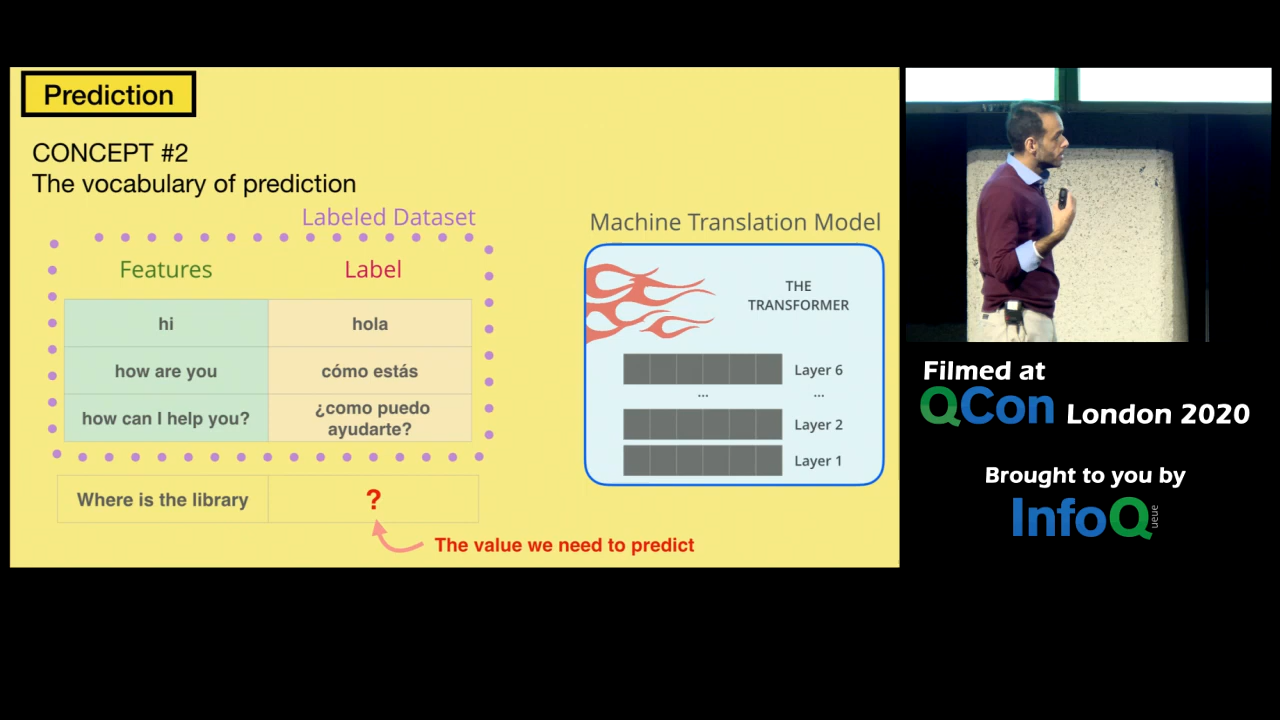 Prediction
CONCEPT #2
The vocabulary of prediction
Labeled Dataset
Features Label
hi hola
how are you cómo estás
how can I help you? ¿como puedo
ayudarte?
Where is the library ?
The value we need to predict
Machine Translation Model
THE
TRANSFORMER
Layer 6
... ...
Layer 2
Layer 1
Filmed at
QCon London 2020
Brought to you by
InfoQueue